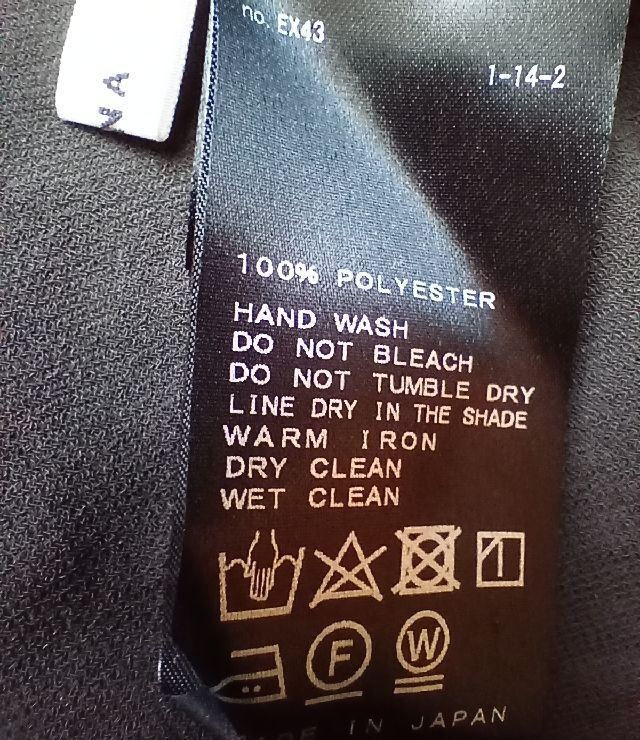 no. EX43
1-14-2
NA
100% POLYESTER
HAND WASH
DO NOT BLEACH
DO NOT TUMBLE DRY
LINE DRY IN THE SHADE
WARM IRON
DRY CLEAN
WET CLEAN
F
W
IN JAPAN